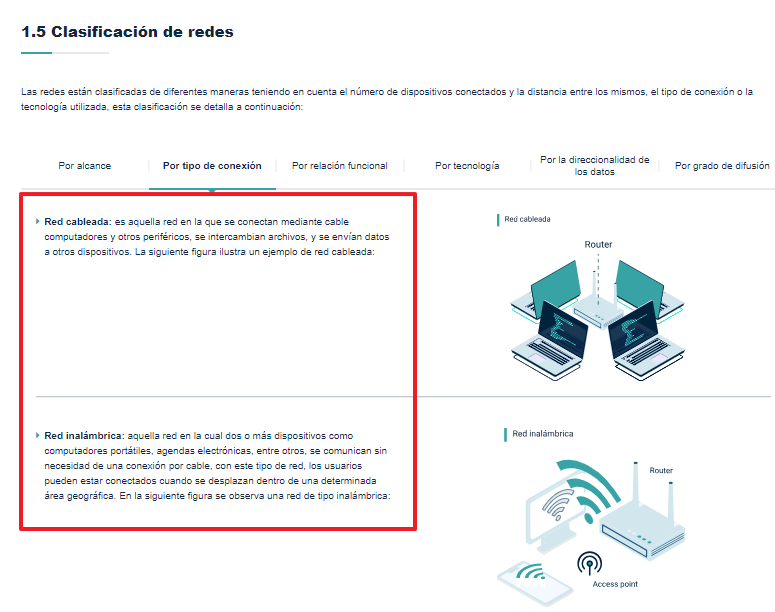 1.5 Clasificación de redes
Las redes están clasificadas de diferentes maneras teniendo en cuenta el número de dispositivos conectados y la distancia entre los mismos, el tipo de conexión o la
tecnología utilizada, esta clasificación se detalla a continuación:
Por alcance
Por tipo de conexión
Por relación funcional
Por tecnología
Por la direccionalidad de
los datos
Por grado de difusión
Red cableada: es aquella red en la que se conectan mediante cable
computadores y otros periféricos, se intercambian archivos, y se envían datos
a otros dispositivos. La siguiente figura ilustra un ejemplo de red cableada:
Red cableada
Router
Red inalámbrica: aquella red en la cual dos o más dispositivos como
computadores portátiles, agendas electrónicas, entre otros, se comunican sin
necesidad de una conexión por cable, con este tipo de red, los usuarios
pueden estar conectados cuando se desplazan dentro de una determinada
área geográfica. En la siguiente figura se observa una red de tipo inalámbrica:
Red inalámbrica
Router
Access point